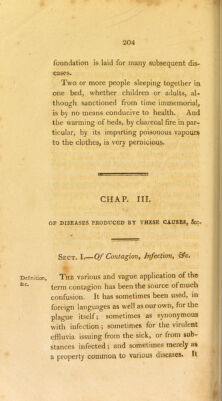 204
foundation is laid for many subsequent dis-
eases.
Two or more people sleeping together in
one bed, whether children or adults, al-
though sanctioned from time immemorial,
is by no means conducive to health. And
the warming of beds, by charcoal fire in par-
ticular, by its imparting poisonous vapours
to the clothes, is very pernicious.
CHAP. III.
OF DISEASES PRODUCED BY THESE CAUSES, &c.
Sect. I.—Of Contagion, Infection, &c.
Definition,
&c.
The various and vague application of the
term contagion has been the source of much
confusion. It has sometimes been used, in
foreign languages as well as our own, for the
plague itself; sometimes as synonymous
with infection; sometimes for the virulent
effluvia issuing from the sick, or from sub-
stances infected; and sometimes merely as
a property common to various diseases. It